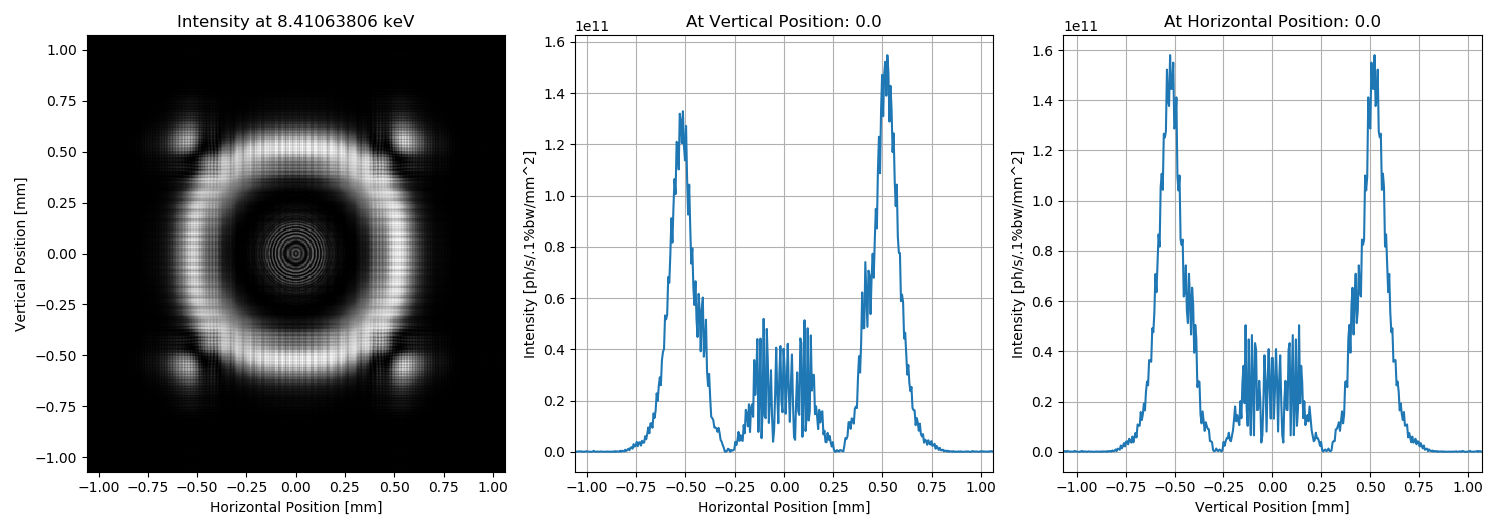 Intensity at 8.41063806 keV
1.00
0.75
0.50
0.25
0.00
−0.25
−0.50
−0.75
−1.00
Vertical Position [mm]
−1.00 −0.75 −0.50 −0.25 0.00 0.25 0.50 0.75 1.00
Horizontal Position [mm]
At Vertical Position: 0.0
1e11
1.6
1.4
1.2
1.0
0.8
0.6
0.4
0.2
0.0
Intensity [ph/s/.1%bw/mm^2]
−1.00 −0.75 −0.50 −0.25 0.00 0.25 0.50 0.75 1.00
Horizontal Position [mm]
At Horizontal Position: 0.0
1e11
1.6
1.4
1.2
1.0
0.8
0.6
0.4
0.2
0.0
Intensity [ph/s/.1%bw/mm^2]
−1.00 −0.75 −0.50 −0.25 0.00 0.25 0.50 0.75 1.00
Vertical Position [mm]